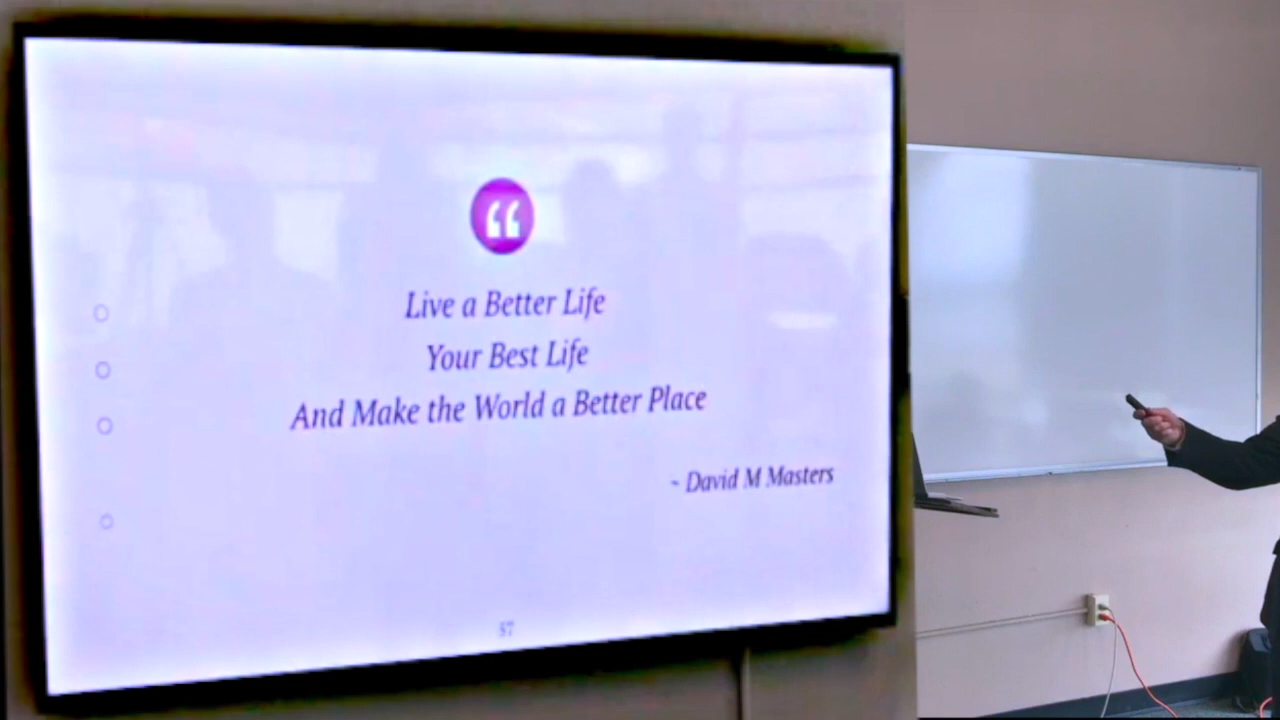 “
Live a Better Life
Your Best Life
And Make the World a Better Place
~ David M Masters
57